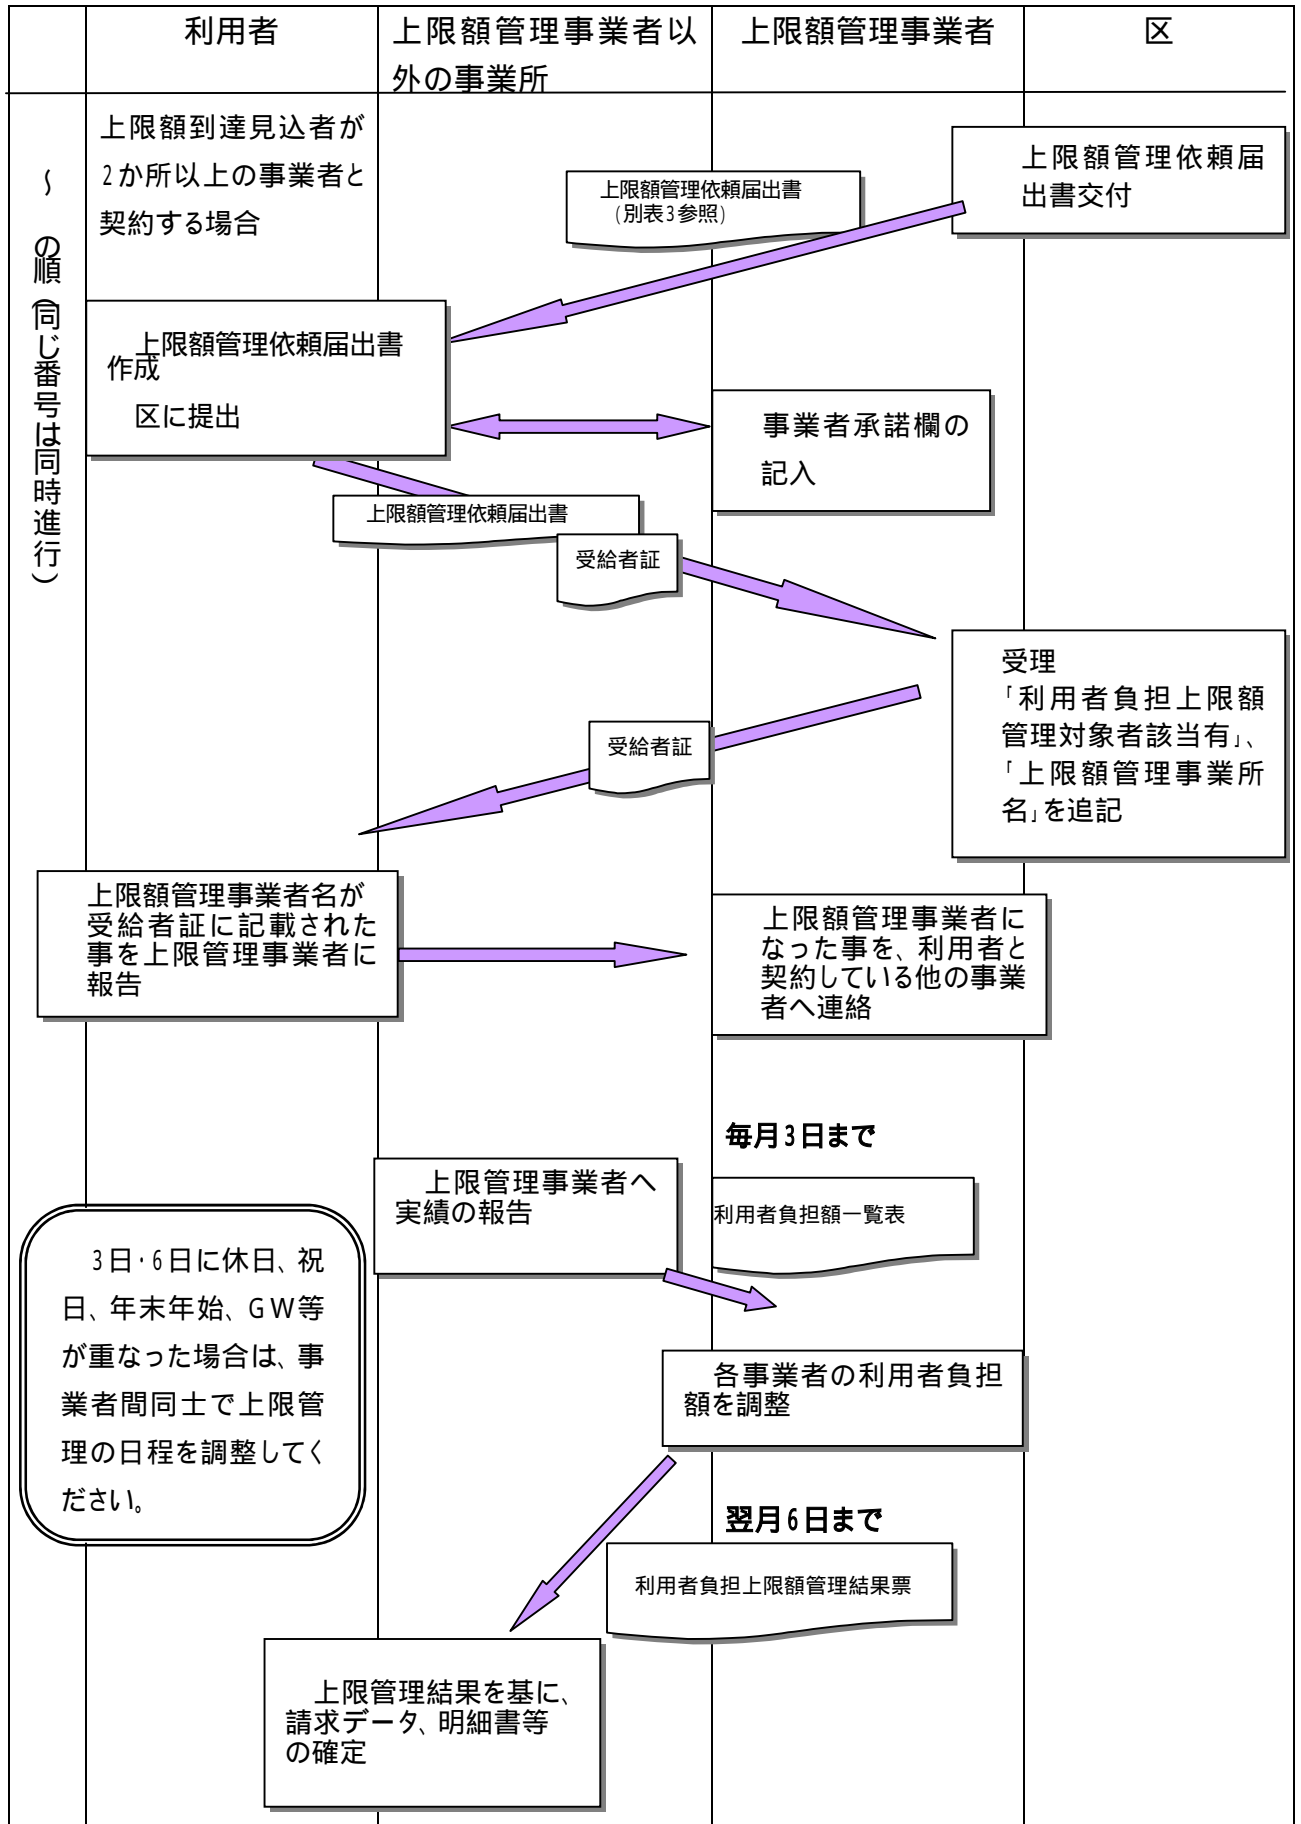 利用者
上限額管理事業者以
外の事業所
上限額管理事業者
区
～ の順(同じ番号は同時進行)
上限額到達見込者が
2か所以上の事業者と
契約する場合
上限額管理依頼届出書
(別表3参照)
上限額管理依頼届
出書交付
上限額管理依頼届出書
作成
区に提出
事業者承諾欄の
記入
上限額管理依頼届出書
受給者証
受理
「利用者負担上限額
管理対象者該当有」、
「上限額管理事業所
名」を追記
受給者証
上限額管理事業者名が
受給者証に記載された
事を上限管理事業者に
報告
上限額管理事業者に
なった事を、利用者と
契約している他の事業
者へ連絡
毎月3日まで
上限管理事業者へ
実績の報告
利用者負担額一覧表
3日・6日に休日、祝
日、年末年始、GW等
が重なった場合は、事
業者間同士で上限管
理の日程を調整してく
ださい。
各事業者の利用者負担
額を調整
翌月6日まで
利用者負担上限額管理結果票
上限管理結果を基に、
請求データ、明細書等
の確定